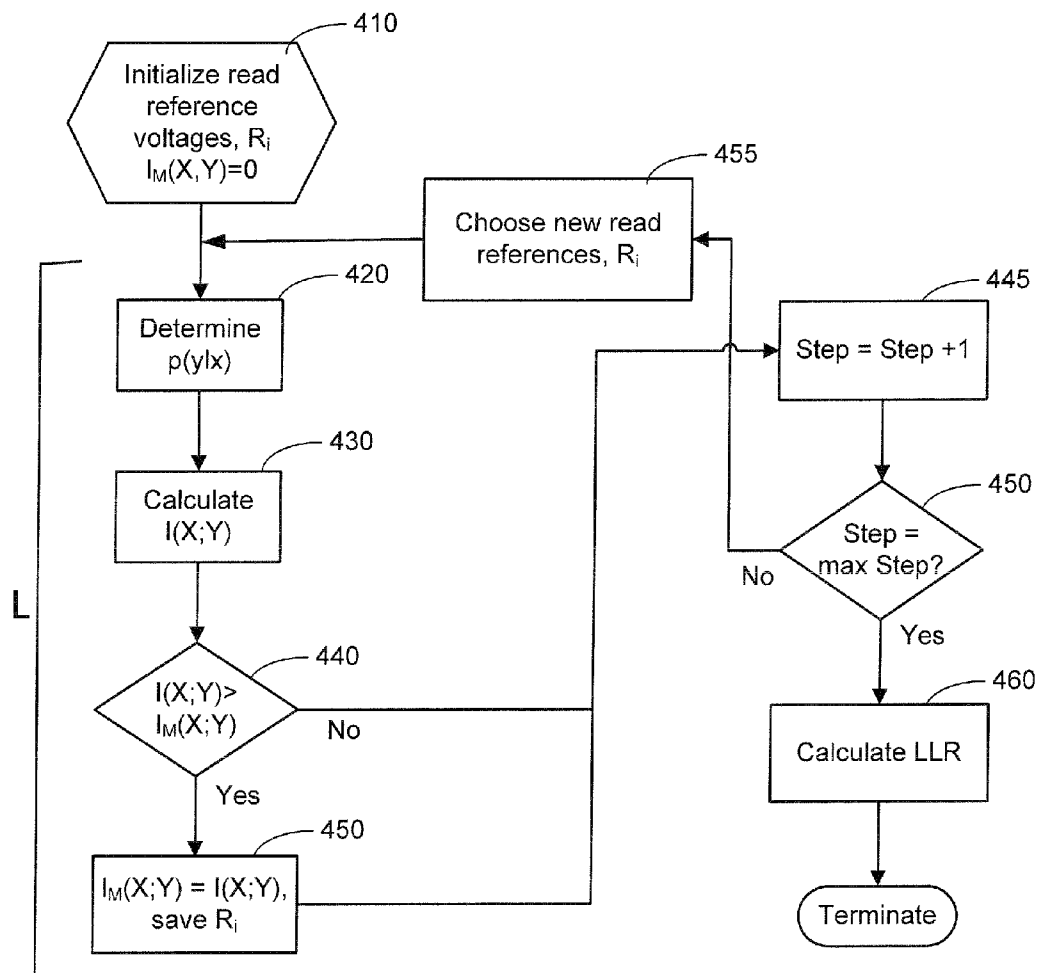 410
Initialize read
reference
voltages, Rᵢ
I_M(X,Y)=0
455
Choose new read
references, Rᵢ
420
Determine
p(y|x)
445
Step = Step +1
430
Calculate
I(X;Y)
450
Step =
max Step?
No
Yes
L
440
I(X;Y)>
I_M(X;Y)
No
Yes
460
Calculate LLR
450
I_M(X;Y) = I(X;Y),
save Rᵢ
Terminate